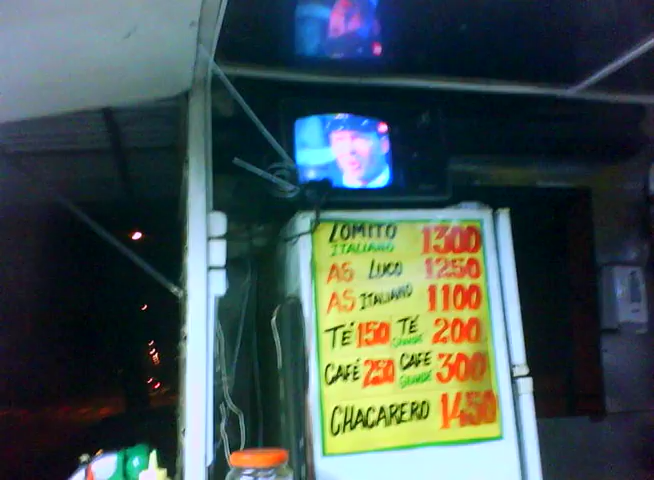 LOMITO
ITALIANO 1300
AS LUCO 1250
AS ITALIANO 1100
TÉ 150 TÉ GRANDE 200
CAFÉ 250 CAFE GRANDE 300
CHACARERO 1450